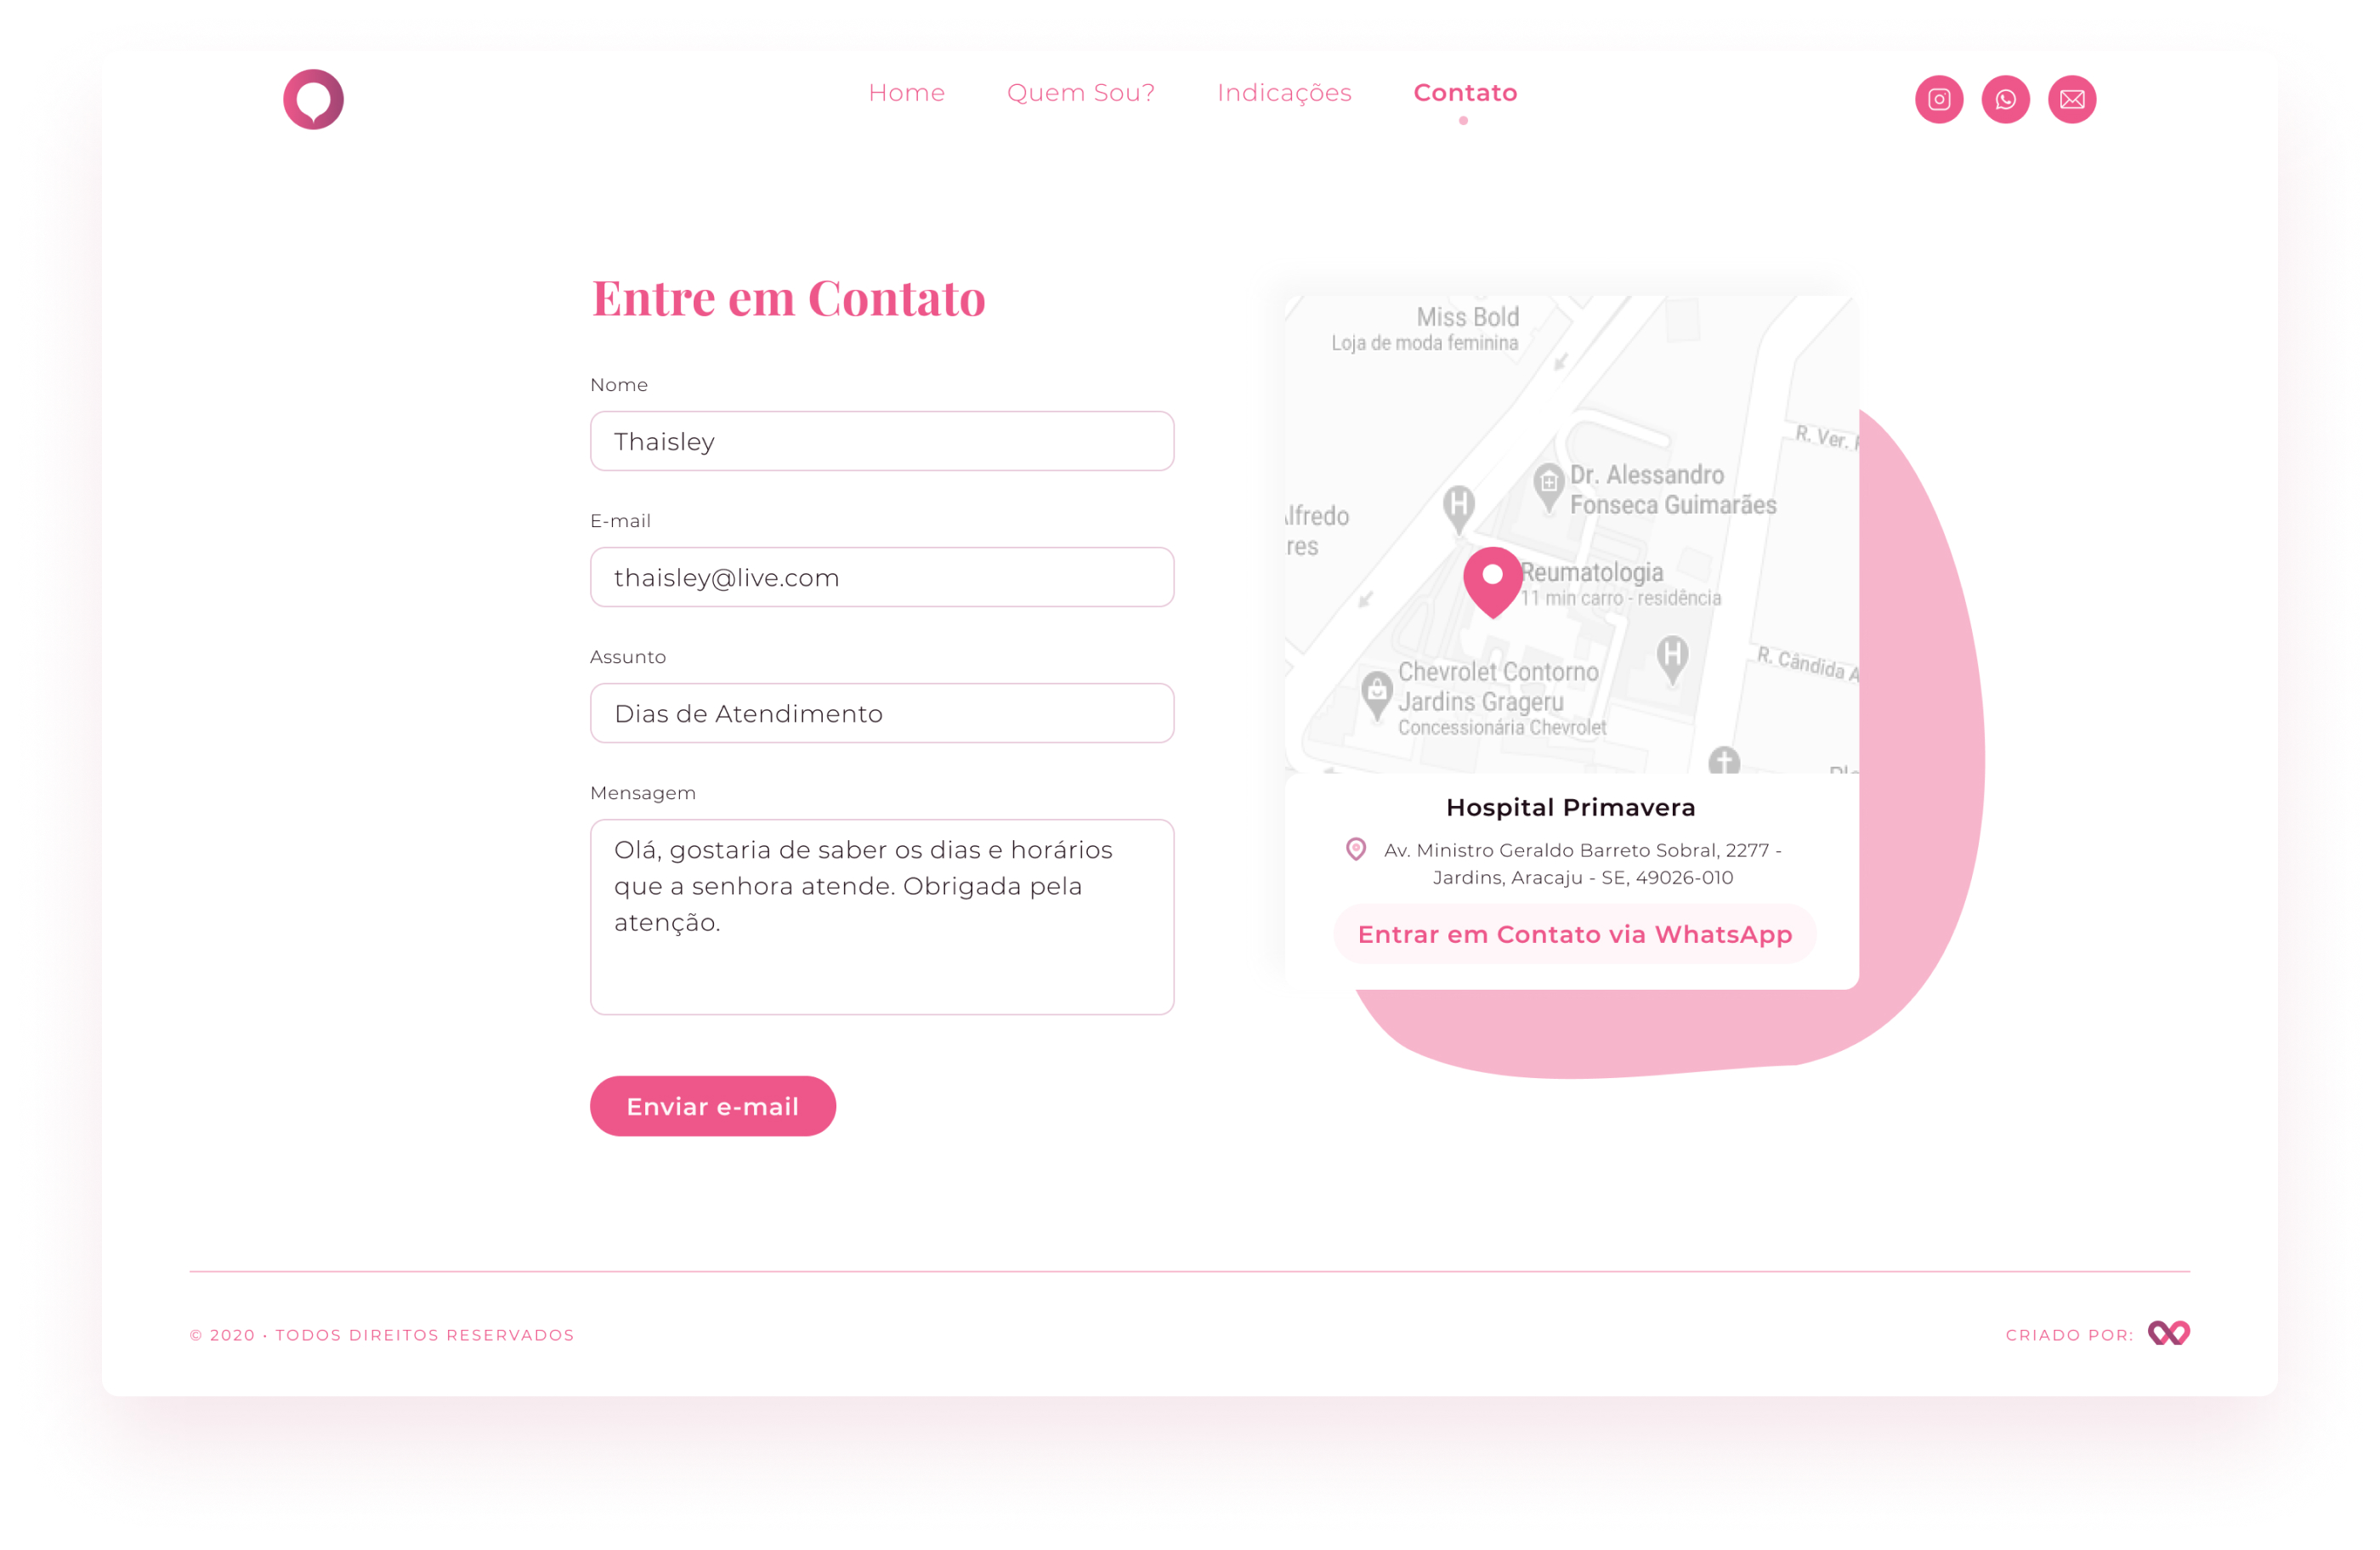 Home
Quem Sou?
Indicações
Contato
Entre em Contato
Nome
Thaisley
E-mail
thaisley@live.com
Assunto
Dias de Atendimento
Mensagem
Olá, gostaria de saber os dias e horários
que a senhora atende. Obrigada pela
atenção.
Enviar e-mail
Miss Bold
Loja de moda feminina
R. Ver.
Dr. Alessandro
Fonseca Guimarães
lfredo
res
H
Reumatologia
11 min carro - residência
H
R. Cândida A
Chevrolet Contorno
Jardins Grageru
Concessionária Chevrolet
Hospital Primavera
Av. Ministro Geraldo Barreto Sobral, 2277 -
Jardins, Aracaju - SE, 49026-010
Entrar em Contato via WhatsApp
© 2020 • TODOS DIREITOS RESERVADOS
CRIADO POR: